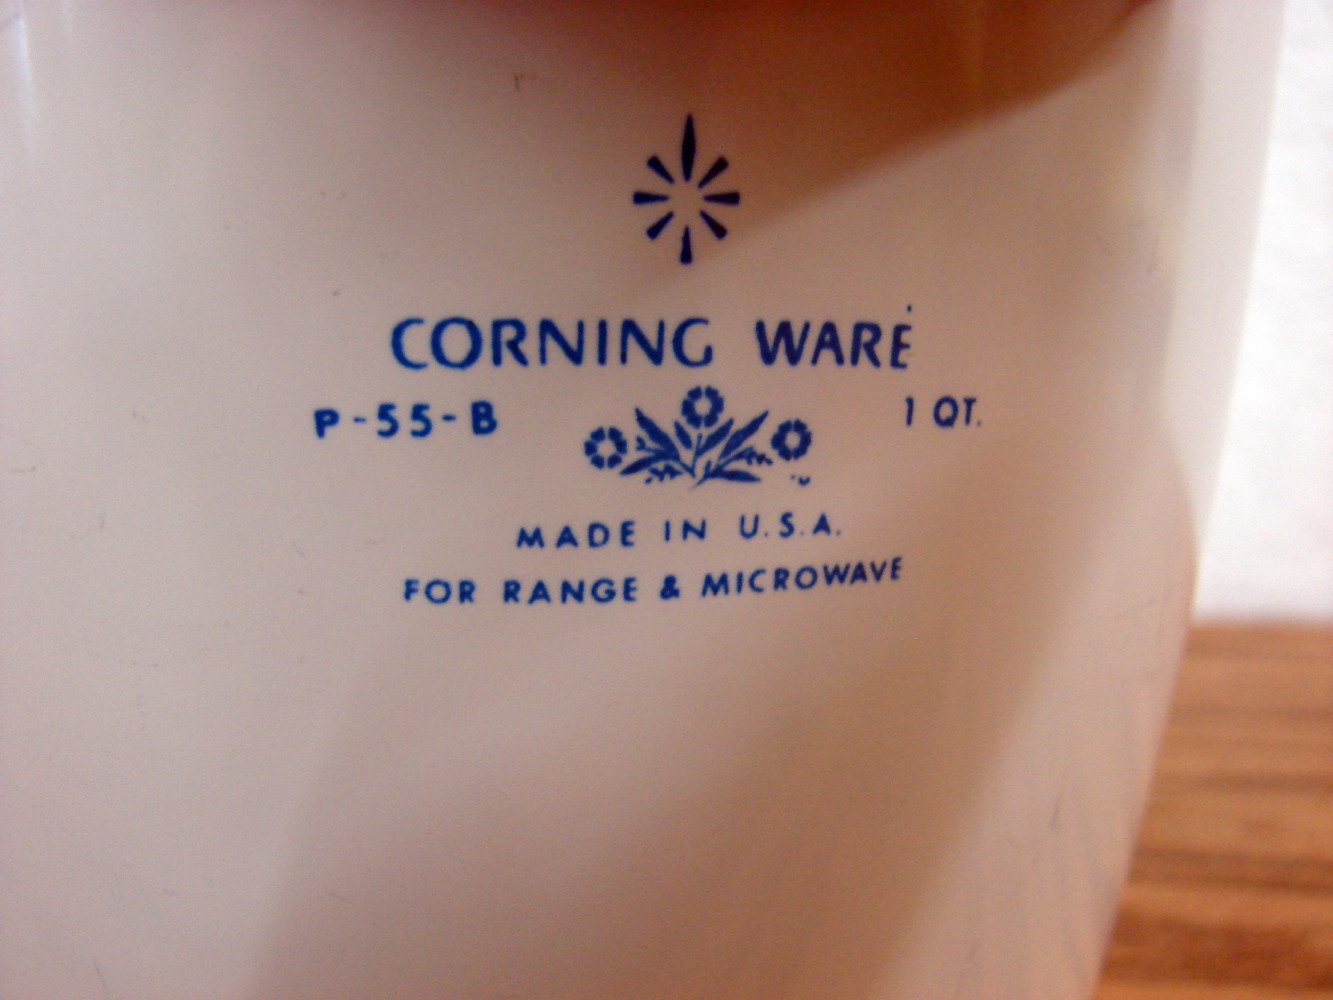 CORNING WARE
P-55-B 1 QT.
MADE IN U.S.A.
FOR RANGE & MICROWAVE